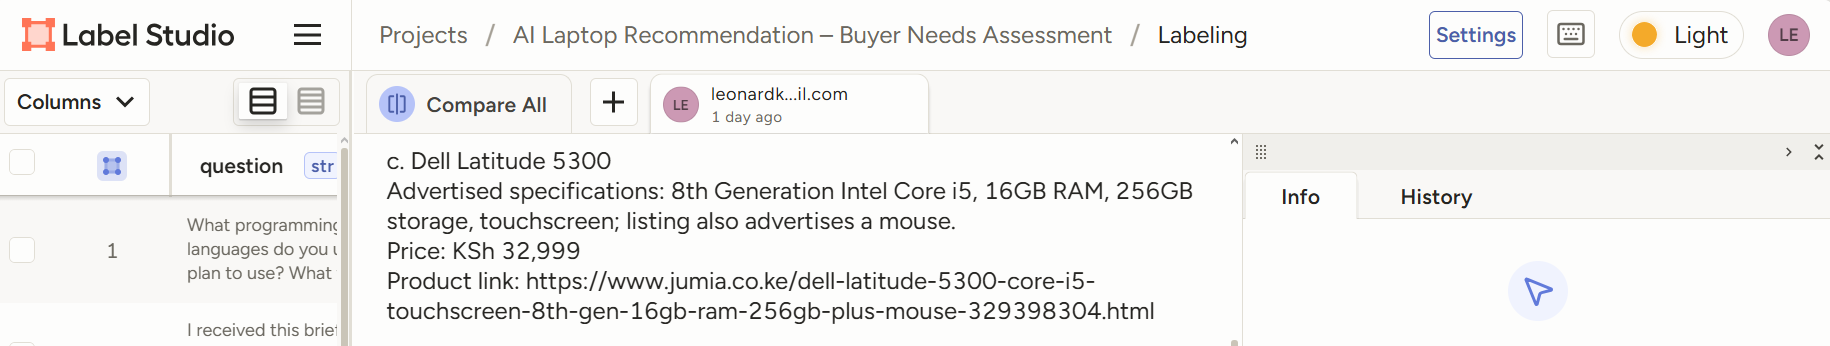 Label Studio
Projects / AI Laptop Recommendation – Buyer Needs Assessment / Labeling
Settings
Light
LE
Columns
Compare All
LE
leonardk...il.com
1 day ago
question
str
1
What programming
languages do you u
plan to use? What
I received this brief
c. Dell Latitude 5300
Advertised specifications: 8th Generation Intel Core i5, 16GB RAM, 256GB
storage, touchscreen; listing also advertises a mouse.
Price: KSh 32,999
Product link: https://www.jumia.co.ke/dell-latitude-5300-core-i5-
touchscreen-8th-gen-16gb-ram-256gb-plus-mouse-329398304.html
Info
History